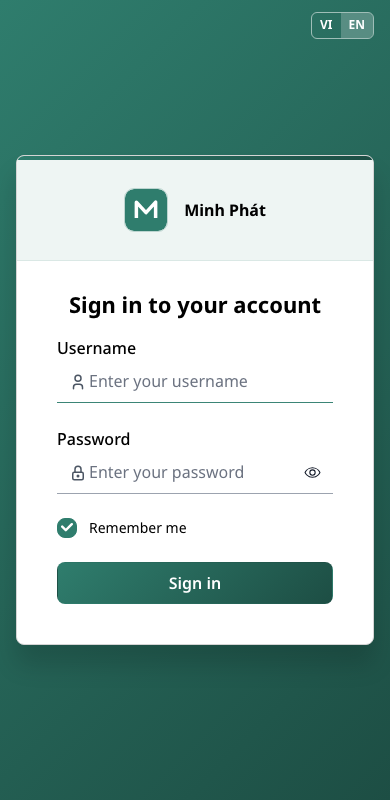 VI EN
Minh Phát
Sign in to your account
Username
Enter your username
Password
Enter your password
Remember me
Sign in